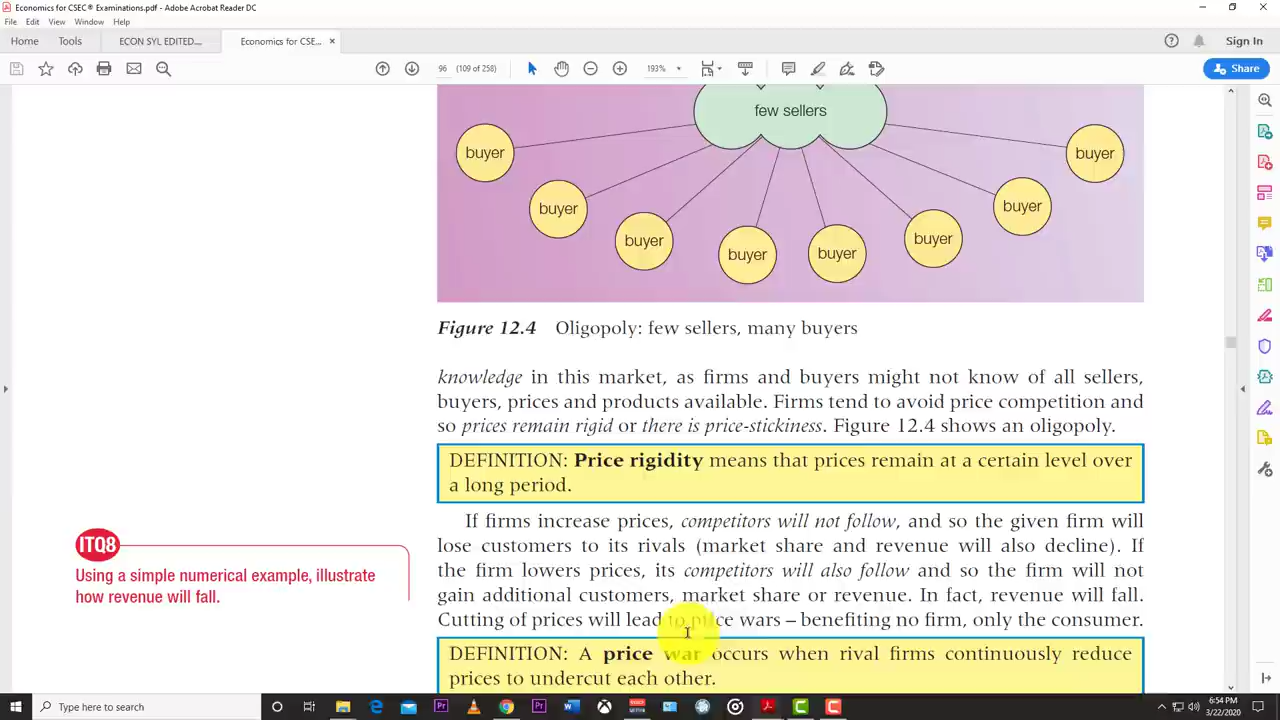 Economics for CSEC® Examinations.pdf - Adobe Acrobat Reader DC
File Edit View Window Help
Home Tools ECON SYL EDITED.... Economics for CSE... × Sign In
96 (109 of 258) 193% Share
few sellers
buyer buyer
buyer buyer
buyer buyer
buyer buyer
Figure 12.4 Oligopoly: few sellers, many buyers
knowledge in this market, as firms and buyers might not know of all sellers,
buyers, prices and products available. Firms tend to avoid price competition and
so prices remain rigid or there is price-stickiness. Figure 12.4 shows an oligopoly.
DEFINITION: Price rigidity means that prices remain at a certain level over
a long period.
If firms increase prices, competitors will not follow, and so the given firm will
lose customers to its rivals (market share and revenue will also decline). If
the firm lowers prices, its competitors will also follow and so the firm will not
gain additional customers, market share or revenue. In fact, revenue will fall.
Cutting of prices will lead to price wars – benefiting no firm, only the consumer.
ITQ8
Using a simple numerical example, illustrate
how revenue will fall.
DEFINITION: A price war occurs when rival firms continuously reduce
prices to undercut each other.
Type here to search
6:54 PM
3/22/2020